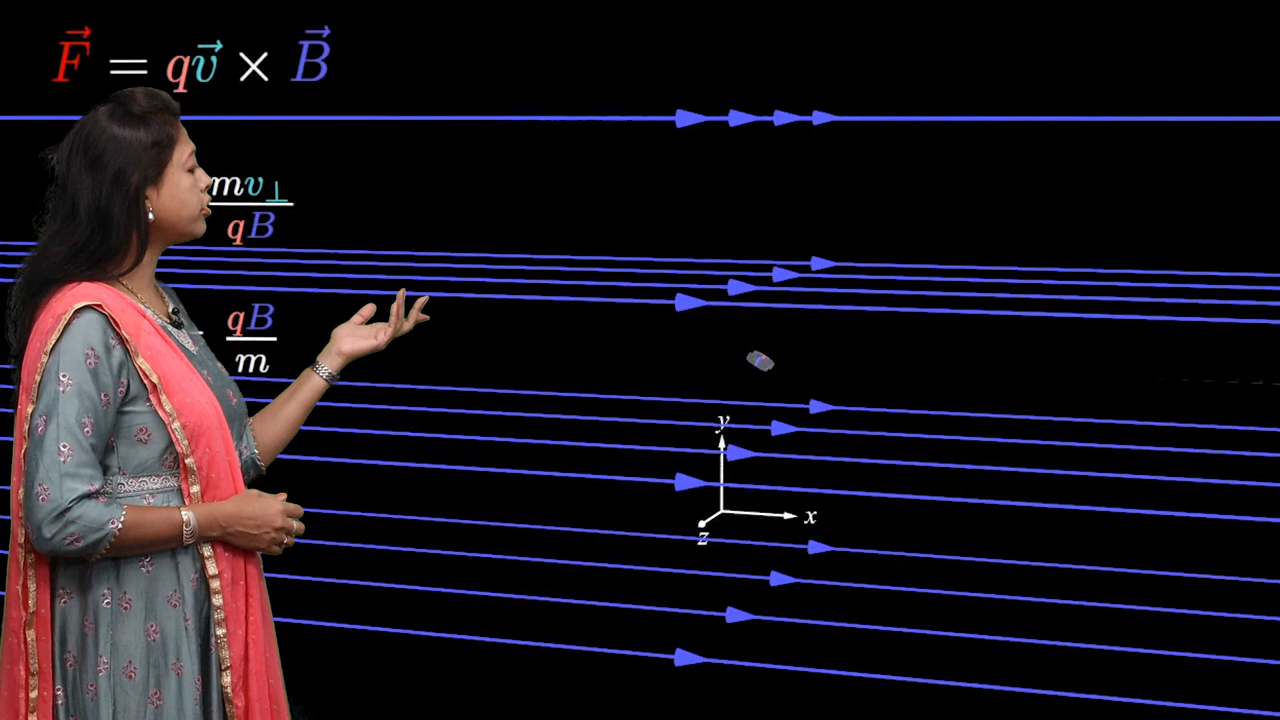 F⃗ = qv⃗ × B⃗
mv⊥/qB
qB/m
y
x
z